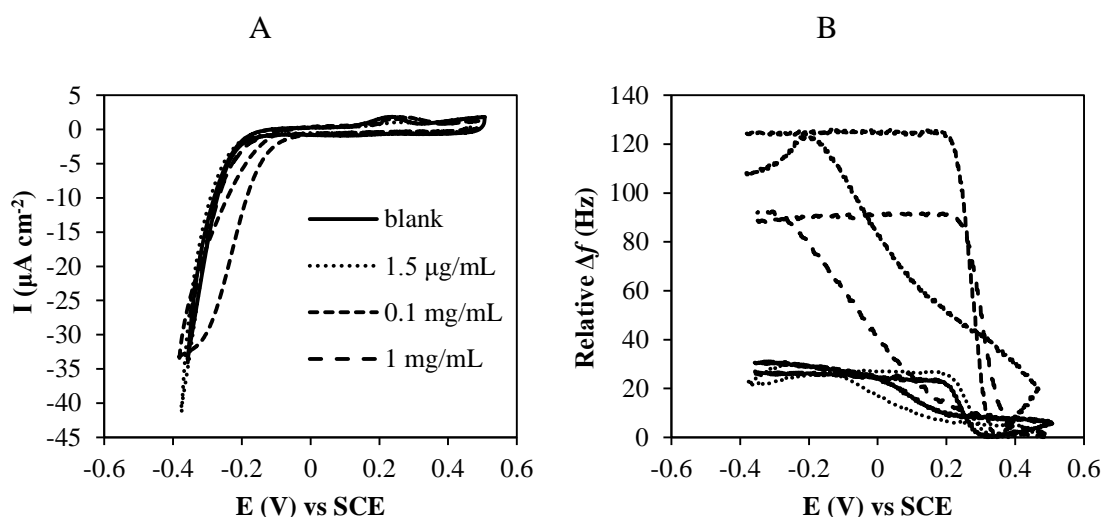 A
B
5
0
-5
-10
-15
-20
-25
-30
-35
-40
-45
-0.6 -0.4 -0.2 0 0.2 0.4 0.6
I (µA cm⁻²)
E (V) vs SCE
blank
1.5 µg/mL
0.1 mg/mL
1 mg/mL
140
120
100
80
60
40
20
0
-0.6 -0.4 -0.2 0 0.2 0.4 0.6
Relative Δf (Hz)
E (V) vs SCE